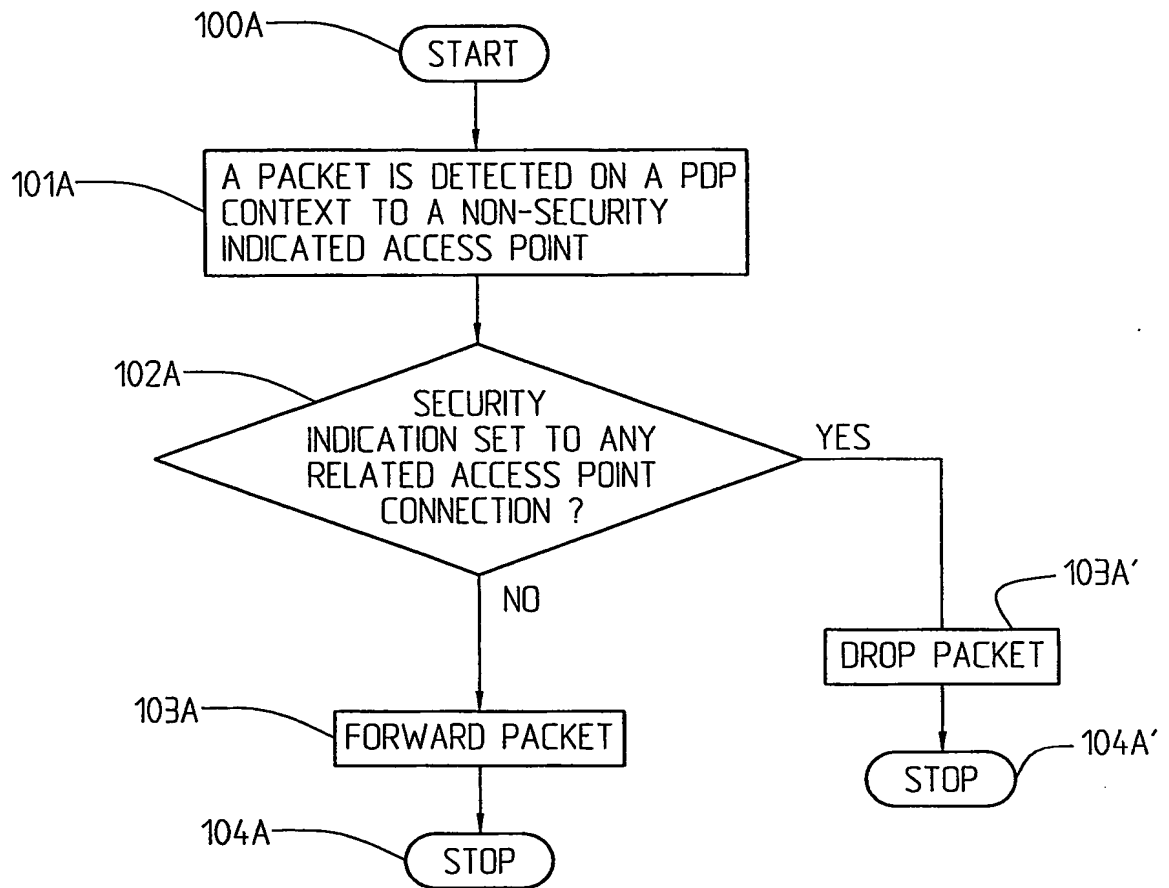 100A
START
101A
A PACKET IS DETECTED ON A PDP
CONTEXT TO A NON-SECURITY
INDICATED ACCESS POINT
102A
SECURITY
INDICATION SET TO ANY
RELATED ACCESS POINT
CONNECTION ?
YES
NO
103A'
DROP PACKET
103A
FORWARD PACKET
104A'
STOP
104A
STOP